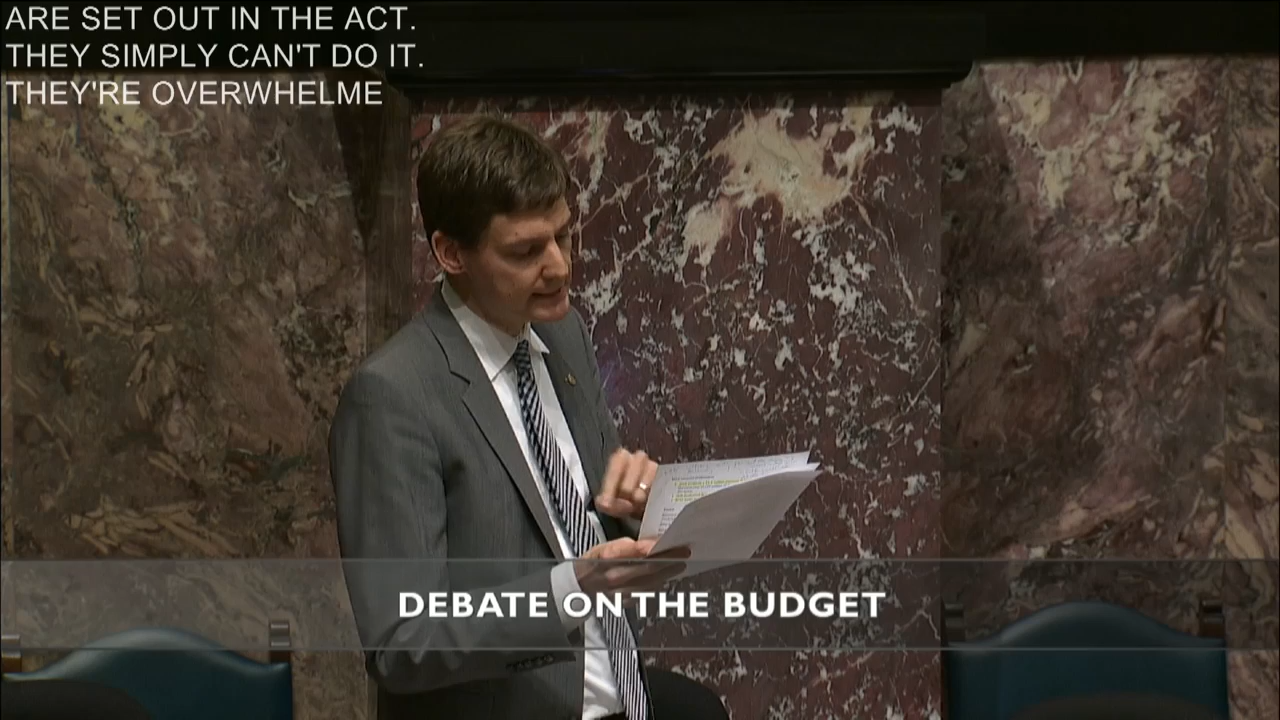 ARE SET OUT IN THE ACT.
THEY SIMPLY CAN'T DO IT.
THEY'RE OVERWHELME
DEBATE ON THE BUDGET